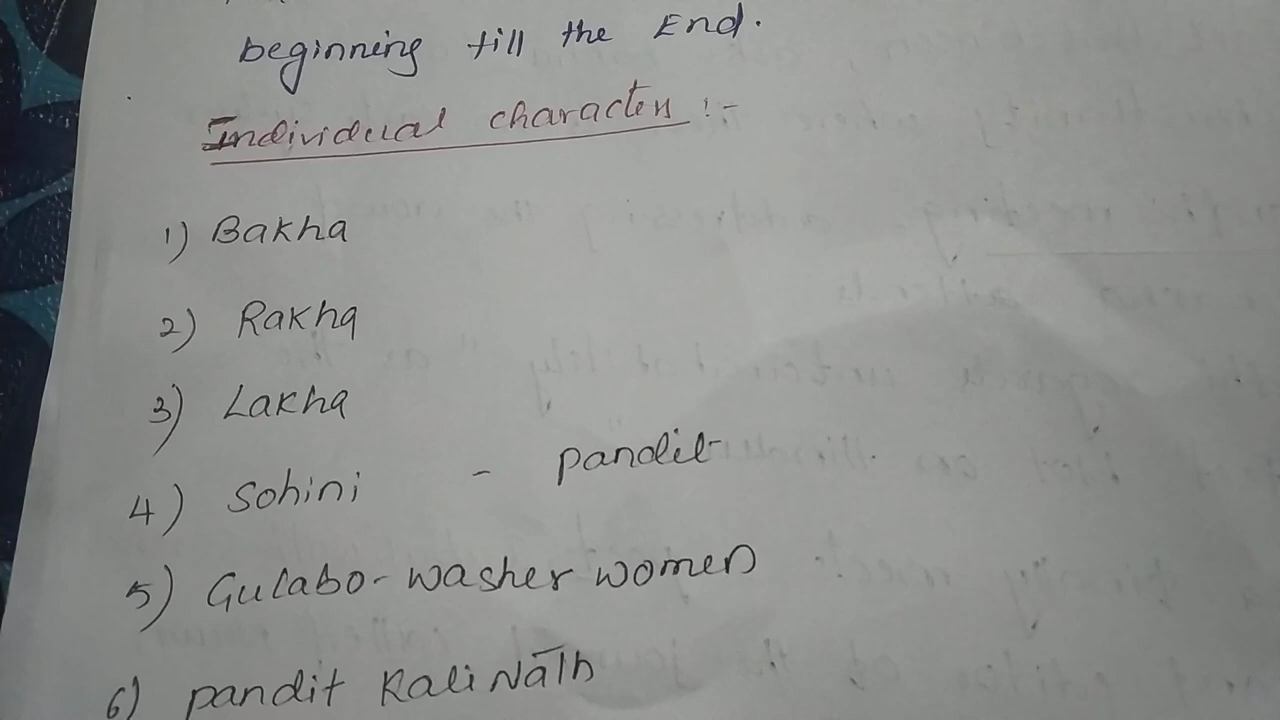 beginning till the End.
Individual characters :-
1) Bakha
2) Rakha
3) Lakha
4) Sohini - pandit
5) Gulabo - washer women
6) pandit Kali Nāth